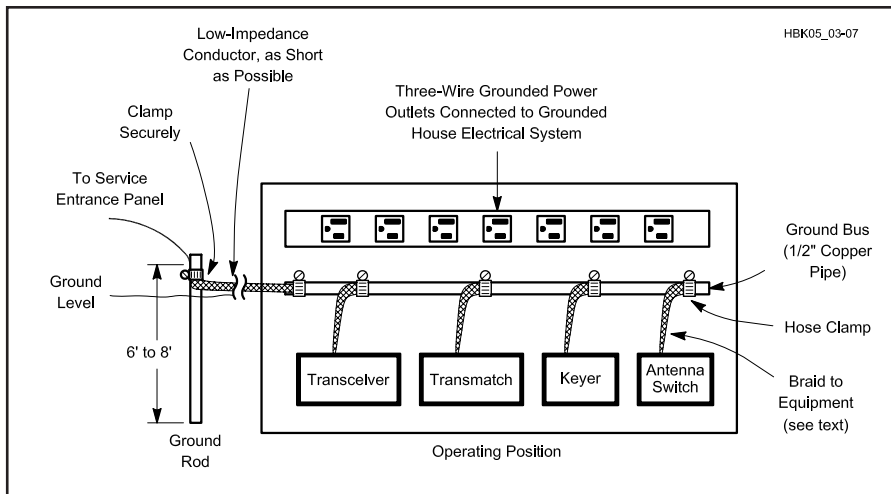 HBK05_03-07
Low-Impedance
Conductor, as Short
as Possible
Three-Wire Grounded Power
Outlets Connected to Grounded
House Electrical System
Clamp
Securely
To Service
Entrance Panel
Ground Bus
(1/2" Copper
Pipe)
Ground
Level
Hose Clamp
6' to 8'
Transcelver
Transmatch
Keyer
Antenna
Switch
Braid to
Equipment
(see text)
Ground
Rod
Operating Position